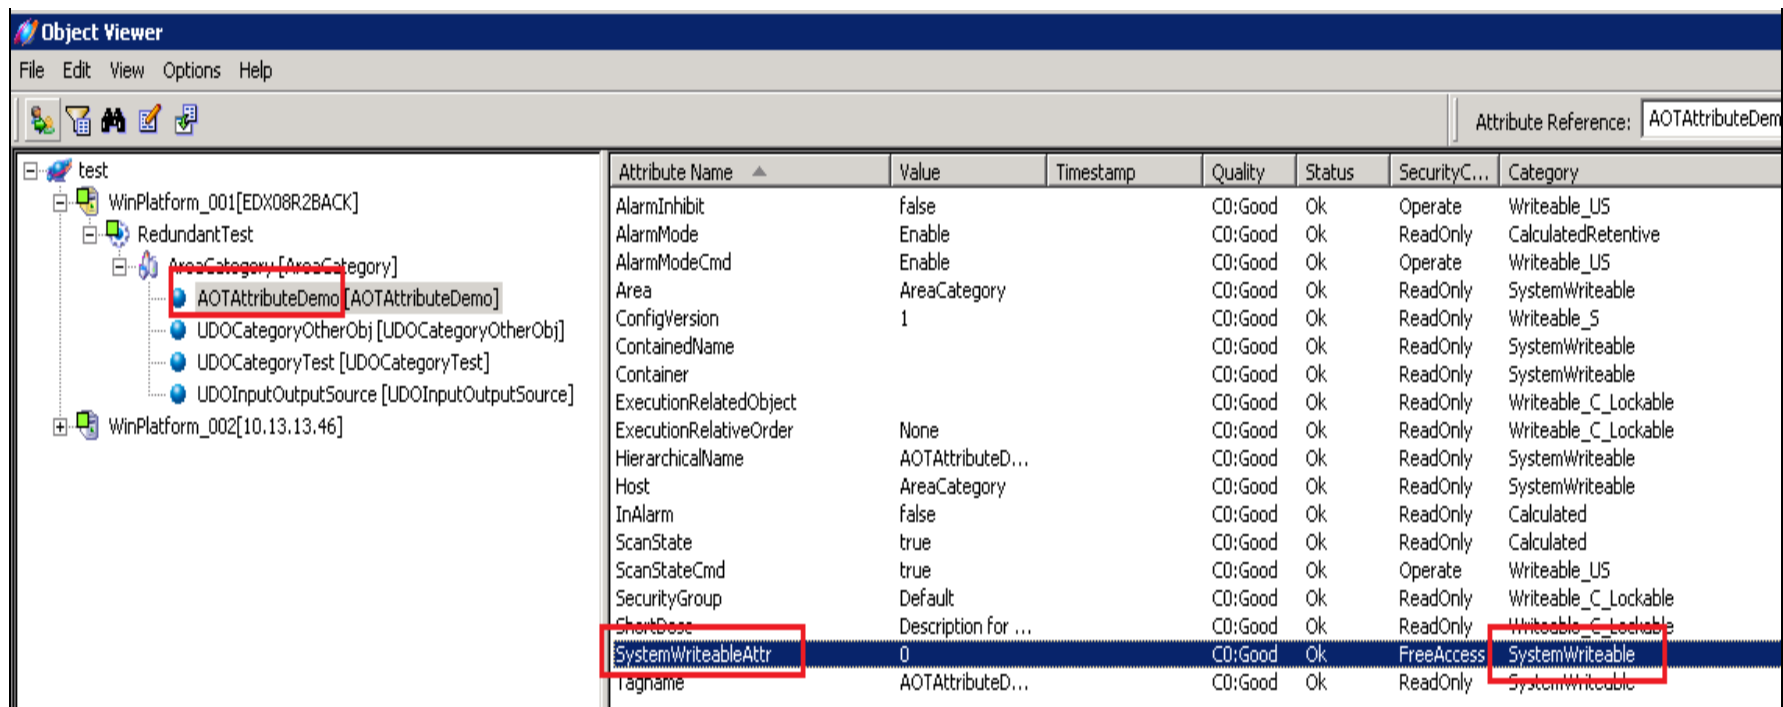 Object Viewer
File Edit View Options Help
Attribute Reference: AOTAttributeDem
test
WinPlatform_001[EDX08R2BACK]
RedundantTest
AreaCategory [AreaCategory]
AOTAttributeDemo [AOTAttributeDemo]
UDOCategoryOtherObj [UDOCategoryOtherObj]
UDOCategoryTest [UDOCategoryTest]
UDOInputOutputSource [UDOInputOutputSource]
WinPlatform_002[10.13.13.46]
Attribute Name Value Timestamp Quality Status SecurityC... Category
AlarmInhibit false C0:Good Ok Operate Writeable_US
AlarmMode Enable C0:Good Ok ReadOnly CalculatedRetentive
AlarmModeCmd Enable C0:Good Ok Operate Writeable_US
Area AreaCategory C0:Good Ok ReadOnly SystemWriteable
ConfigVersion 1 C0:Good Ok ReadOnly Writeable_S
ContainedName C0:Good Ok ReadOnly SystemWriteable
Container C0:Good Ok ReadOnly SystemWriteable
ExecutionRelatedObject C0:Good Ok ReadOnly Writeable_C_Lockable
ExecutionRelativeOrder None C0:Good Ok ReadOnly Writeable_C_Lockable
HierarchicalName AOTAttributeD... C0:Good Ok ReadOnly SystemWriteable
Host AreaCategory C0:Good Ok ReadOnly SystemWriteable
InAlarm false C0:Good Ok ReadOnly Calculated
ScanState true C0:Good Ok ReadOnly Calculated
ScanStateCmd true C0:Good Ok Operate Writeable_US
SecurityGroup Default C0:Good Ok ReadOnly Writeable_C_Lockable
ShortDesc Description for ... C0:Good Ok ReadOnly Writeable_C_Lockable
SystemWriteableAttr 0 C0:Good Ok FreeAccess SystemWriteable
Tagname AOTAttributeD... C0:Good Ok ReadOnly SystemWriteable